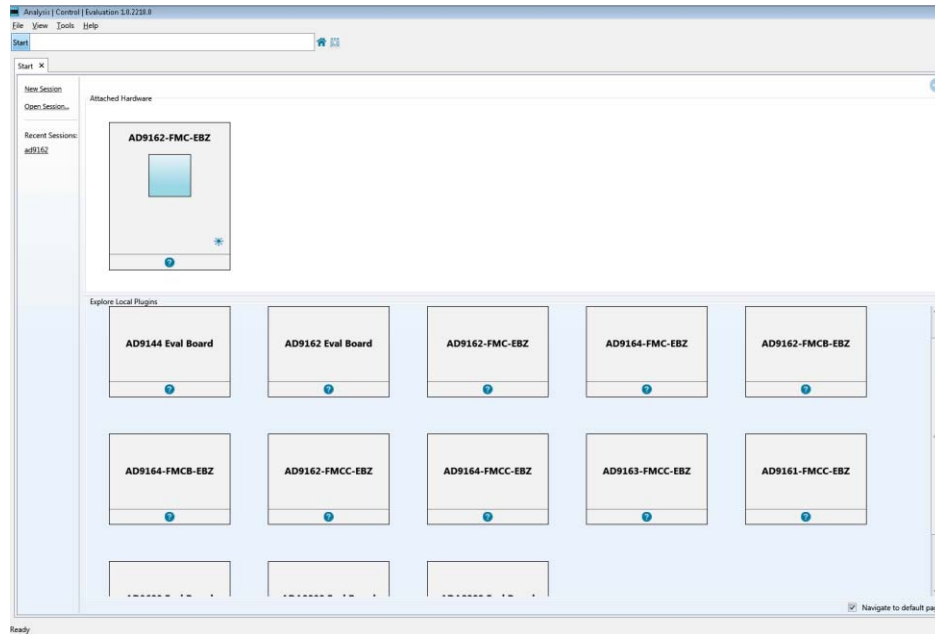 Analysis | Control | Evaluation 1.0.2218.0
File View Tools Help
Start
Start X
New Session
Open Session...
Recent Sessions:
ad9162
Attached Hardware
AD9162-FMC-EBZ
?
Explore Local Plugins
AD9144 Eval Board
AD9162 Eval Board
AD9162-FMC-EBZ
AD9164-FMC-EBZ
AD9162-FMCB-EBZ
? ? ? ? ?
AD9164-FMCB-EBZ
AD9162-FMCC-EBZ
AD9164-FMCC-EBZ
AD9163-FMCC-EBZ
AD9161-FMCC-EBZ
? ? ? ? ?
Navigate to default pa
Ready